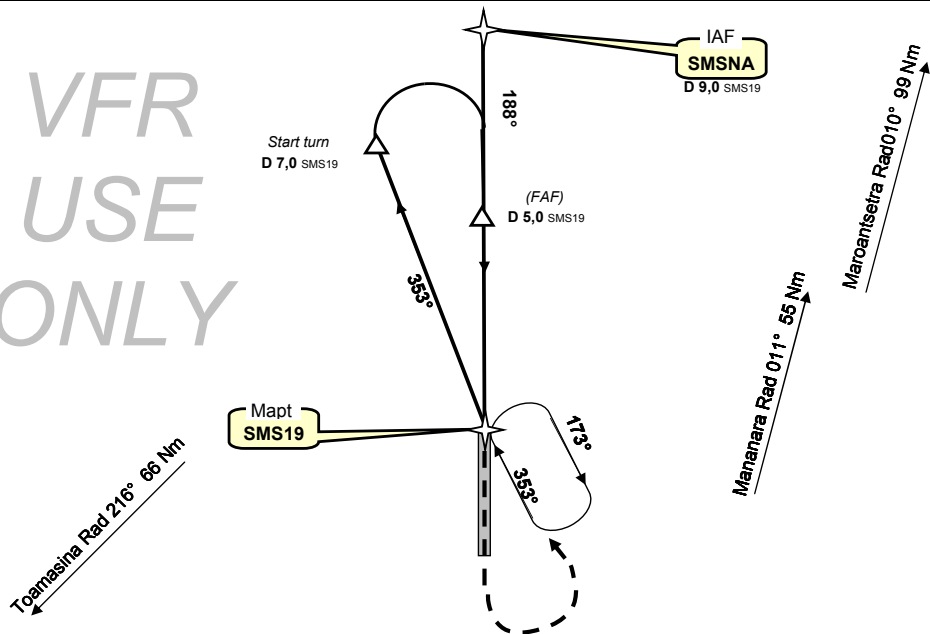 VFR
USE
ONLY
IAF
SMSNA
D 9,0 SMS19
188°
Start turn
D 7,0 SMS19
(FAF)
D 5,0 SMS19
353°
Maroantsetra Rad010° 99 Nm
Mananara Rad 011° 55 Nm
Mapt
SMS19
173°
353°
Toamasina Rad 216° 66 Nm